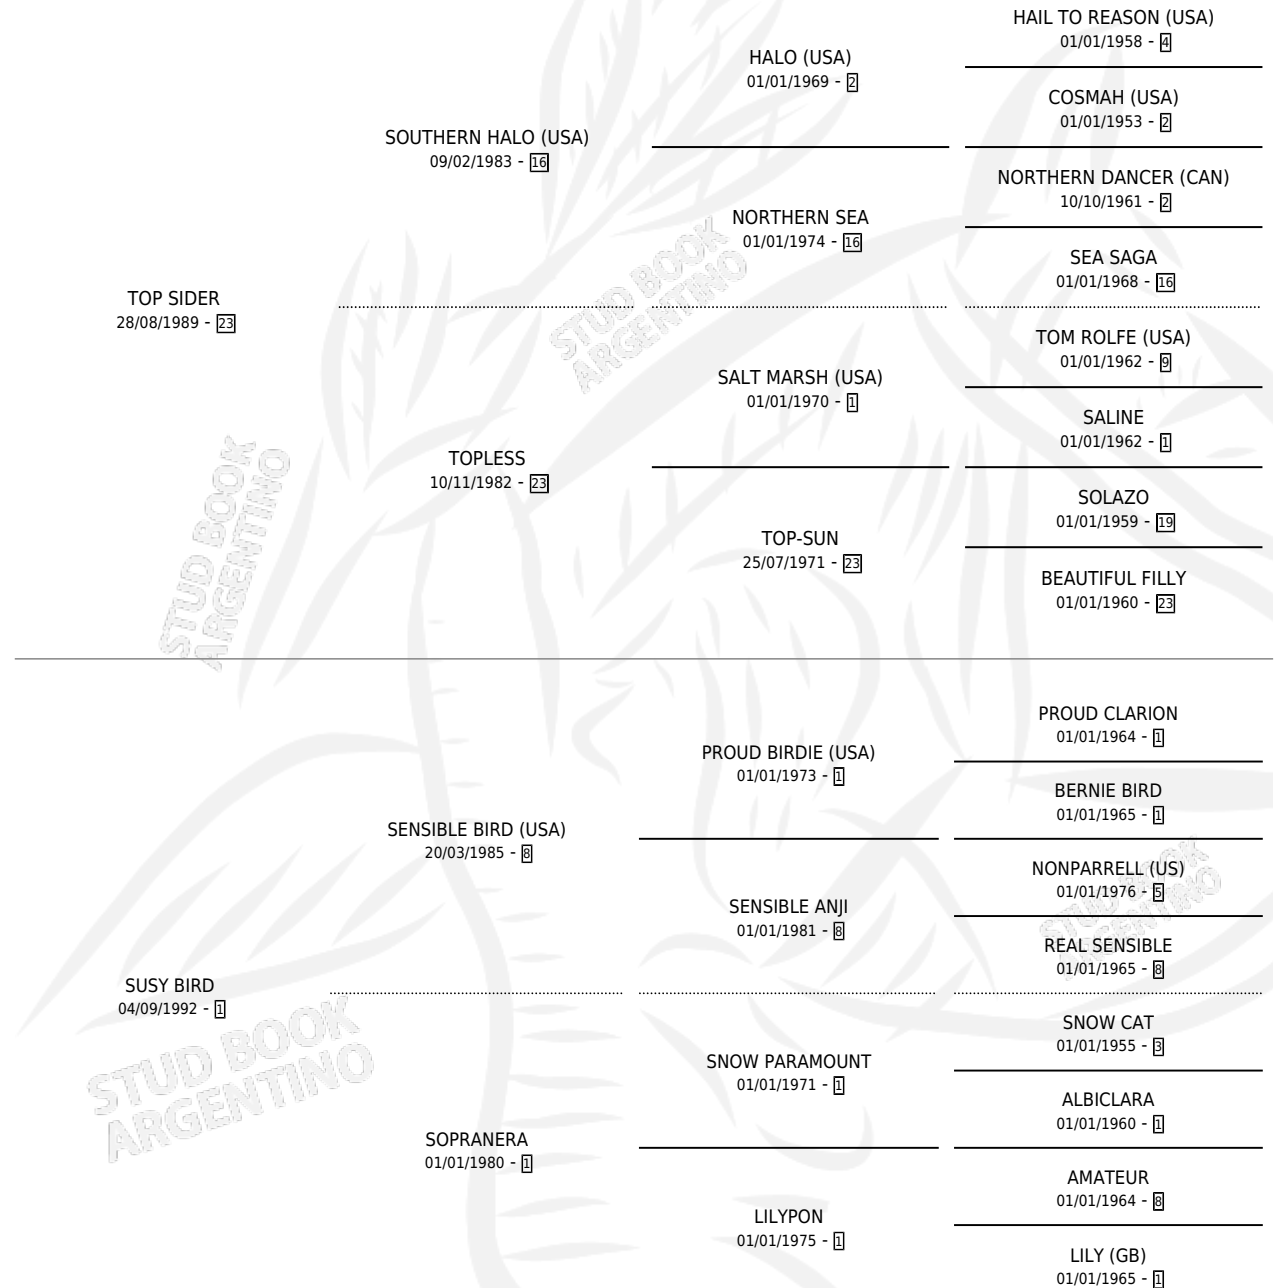 HAIL TO REASON (USA)
01/01/1958 - 4
HALO (USA)
01/01/1969 - 2
COSMAH (USA)
01/01/1953 - 2
SOUTHERN HALO (USA)
09/02/1983 - 16
NORTHERN DANCER (CAN)
10/10/1961 - 2
NORTHERN SEA
01/01/1974 - 16
SEA SAGA
01/01/1968 - 16
STUD BOOK
ARGENTINO
TOP SIDER
28/08/1989 - 23
TOM ROLFE (USA)
01/01/1962 - 9
SALT MARSH (USA)
01/01/1970 - 1
SALINE
01/01/1962 - 1
TOPLESS
10/11/1982 - 23
SOLAZO
01/01/1959 - 19
TOP-SUN
25/07/1971 - 23
BEAUTIFUL FILLY
01/01/1960 - 23
STUD BOOK
ARGENTINO
PROUD CLARION
01/01/1964 - 1
PROUD BIRDIE (USA)
01/01/1973 - 1
BERNIE BIRD
01/01/1965 - 1
SENSIBLE BIRD (USA)
20/03/1985 - 8
NONPARRELL (US)
01/01/1976 - 5
SENSIBLE ANJI
01/01/1981 - 8
REAL SENSIBLE
01/01/1965 - 8
STUD BOOK
ARGENTINO
SUSY BIRD
04/09/1992 - 1
SNOW CAT
01/01/1955 - 3
SNOW PARAMOUNT
01/01/1971 - 1
ALBICLARA
01/01/1960 - 1
STUD BOOK
ARGENTINO
SOPRANERA
01/01/1980 - 1
AMATEUR
01/01/1964 - 8
LILYPON
01/01/1975 - 1
LILY (GB)
01/01/1965 - 1